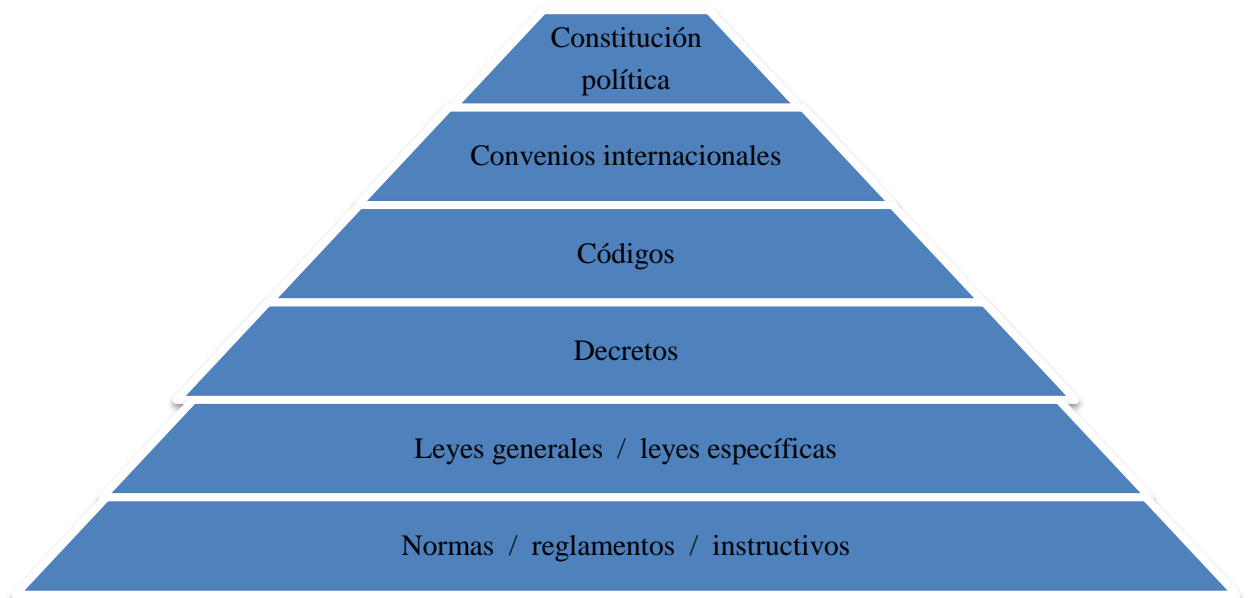 Constitución
política
Convenios internacionales
Códigos
Decretos
Leyes generales / leyes específicas
Normas / reglamentos / instructivos